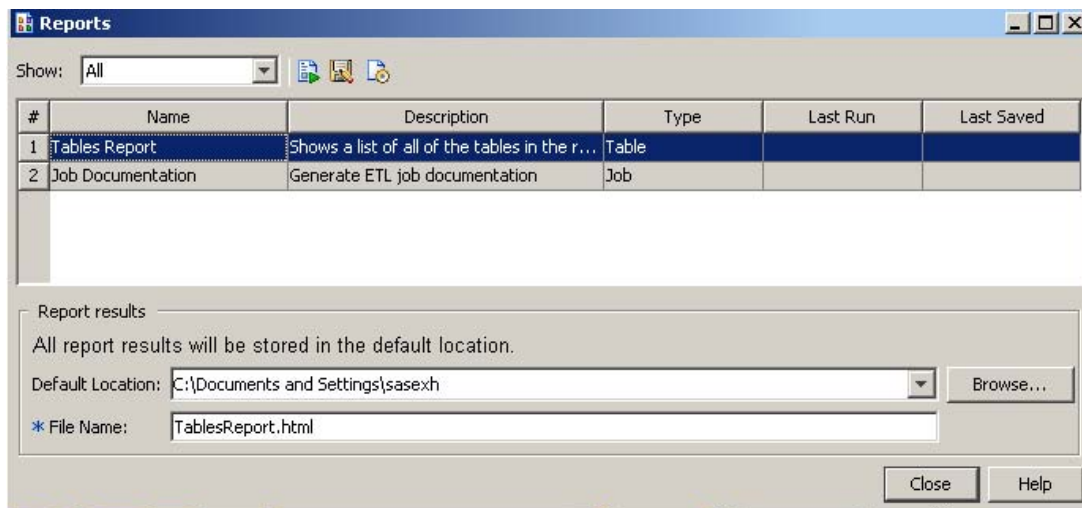 Reports
Show: All
# Name Description Type Last Run Last Saved
1 Tables Report Shows a list of all of the tables in the r... Table
2 Job Documentation Generate ETL job documentation Job
Report results
All report results will be stored in the default location.
Default Location: C:\Documents and Settings\sasexh Browse...
* File Name: TablesReport.html
Close Help